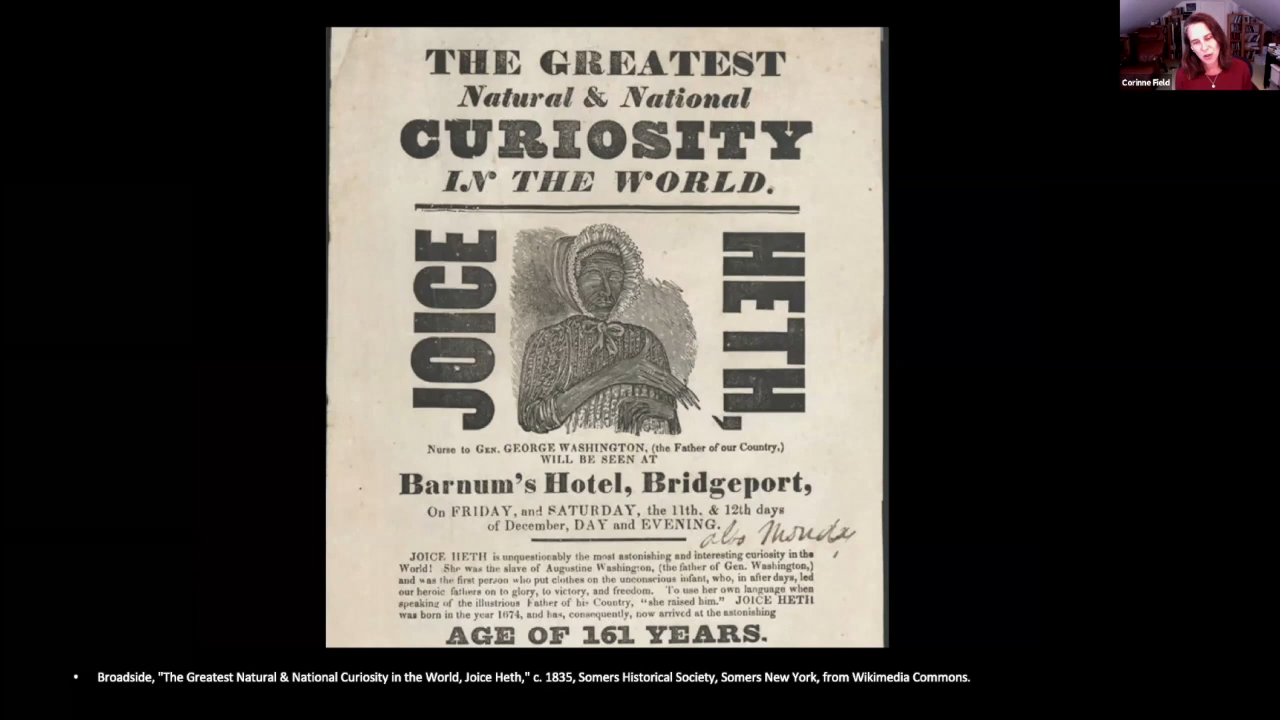 THE GREATEST
Natural & National
CURIOSITY
IN THE WORLD.
JOICE
HETH,
Nurse to GEN. GEORGE WASHINGTON, (the Father of our Country,)
WILL BE SEEN AT
Barnum's Hotel, Bridgeport,
On FRIDAY, and SATURDAY, the 11th. & 12th days
of December, DAY and EVENING.
also Monday
JOICE HETH is unquestionably the most astonishing and interesting curiosity in the
World! She was the slave of Augustine Washington, (the father of Gen. Washington,)
and was the first person who put clothes on the unconscious infant, who, in after days, led
our heroic fathers on to glory, to victory, and freedom. To use her own language when
speaking of the illustrious Father of his Country, "she raised him." JOICE HETH
was born in the year 1674, and has, consequently, now arrived at the astonishing
AGE OF 161 YEARS.
Corinne Field
• Broadside, "The Greatest Natural & National Curiosity in the World, Joice Heth," c. 1835, Somers Historical Society, Somers New York, from Wikimedia Commons.